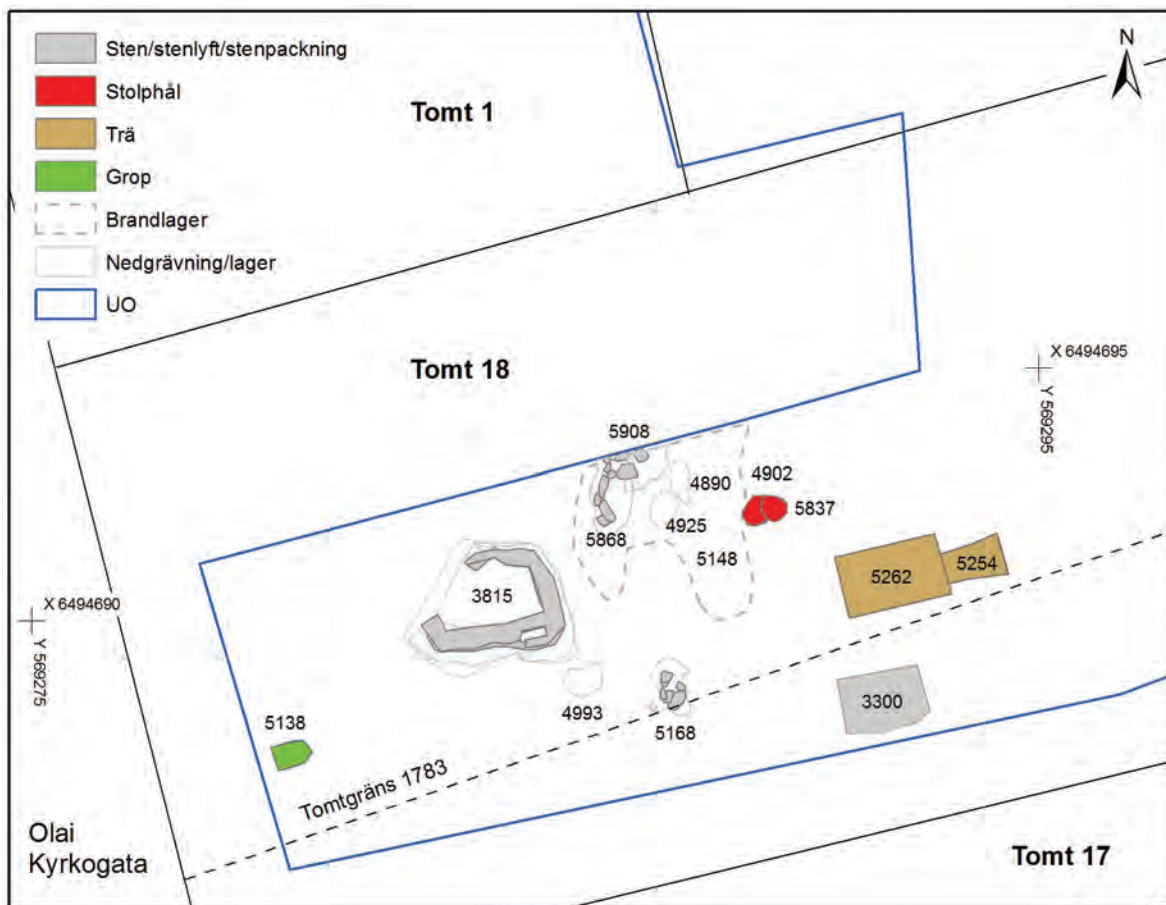 Sten/stenlyft/stenpackning
Stolphål
Trä
Grop
Brandlager
Nedgrävning/lager
UO
Tomt 1
N
Tomt 18
X 6494695
Y 569295
5908
4890
4902
5837
4925
5868
5148
5262
5254
3815
X 6494690
Y 569275
4993
5168
3300
5138
Tomtgräns 1783
Olai
Kyrkogata
Tomt 17